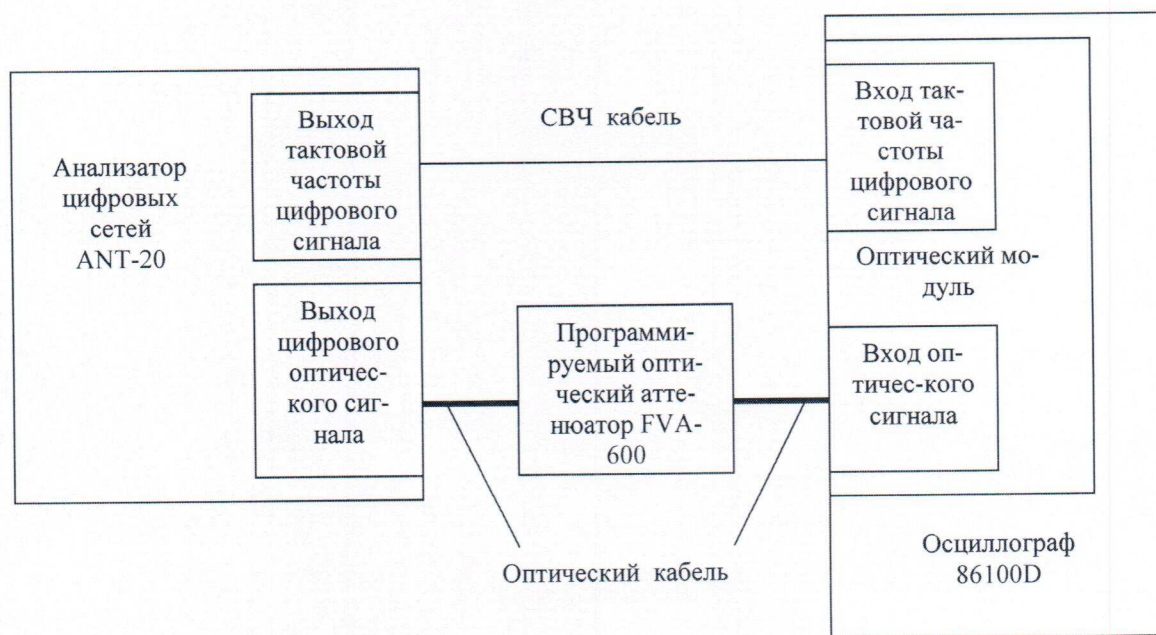 Анализатор
цифровых
сетей
ANT-20
Выход
тактовой
частоты
цифрового
сигнала
Выход
цифрового
оптичес-
кого сиг-
нала
СВЧ кабель
Программи-
руемый опти-
ческий атте-
нюатор FVA-
600
Оптический кабель
Вход так-
товой ча-
стоты
цифрового
сигнала
Оптический мо-
дуль
Вход оп-
тичес-кого
сигнала
Осциллограф
86100D